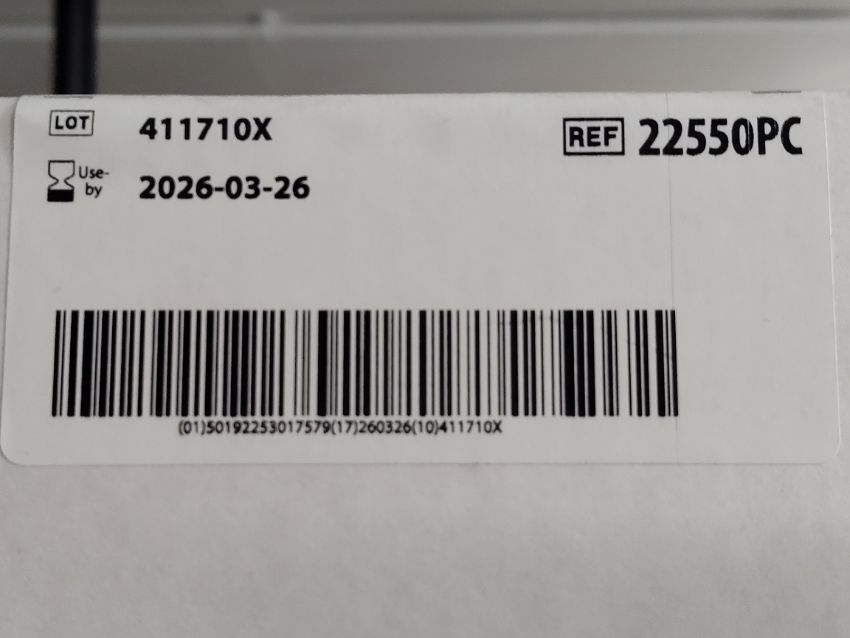 LOT 411710X REF 22550PC
Use-
by 2026-03-26
(01)50192253017579(17)260326(10)411710X